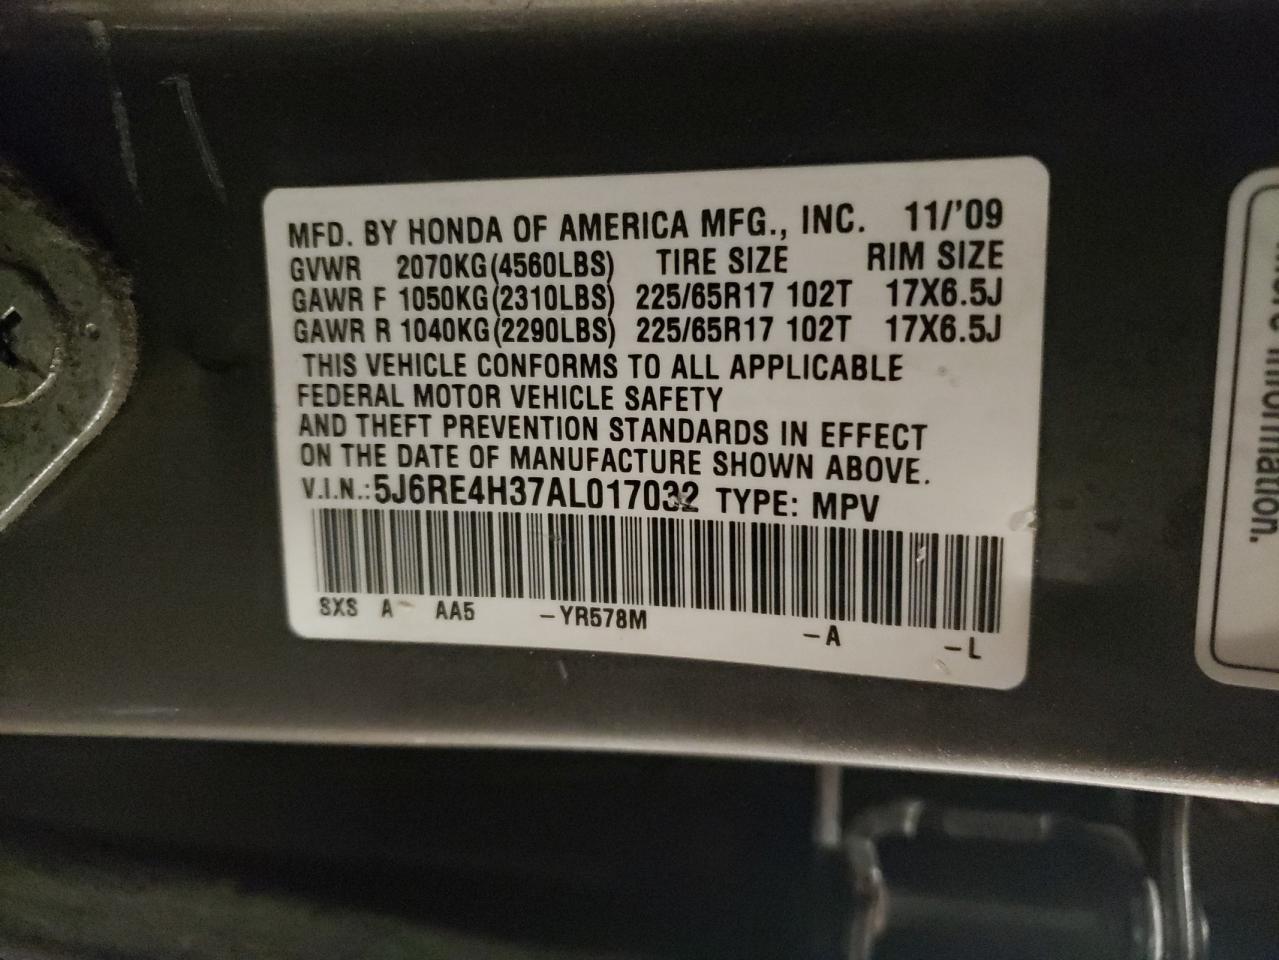 MFD. BY HONDA OF AMERICA MFG., INC. 11/'09
GVWR 2070KG(4560LBS) TIRE SIZE RIM SIZE
GAWR F 1050KG(2310LBS) 225/65R17 102T 17X6.5J
GAWR R 1040KG(2290LBS) 225/65R17 102T 17X6.5J
THIS VEHICLE CONFORMS TO ALL APPLICABLE
FEDERAL MOTOR VEHICLE SAFETY
AND THEFT PREVENTION STANDARDS IN EFFECT
ON THE DATE OF MANUFACTURE SHOWN ABOVE.
V.I.N.: 5J6RE4H37AL017032 TYPE: MPV
SXS A AA5 -YR578M -A -L
information.